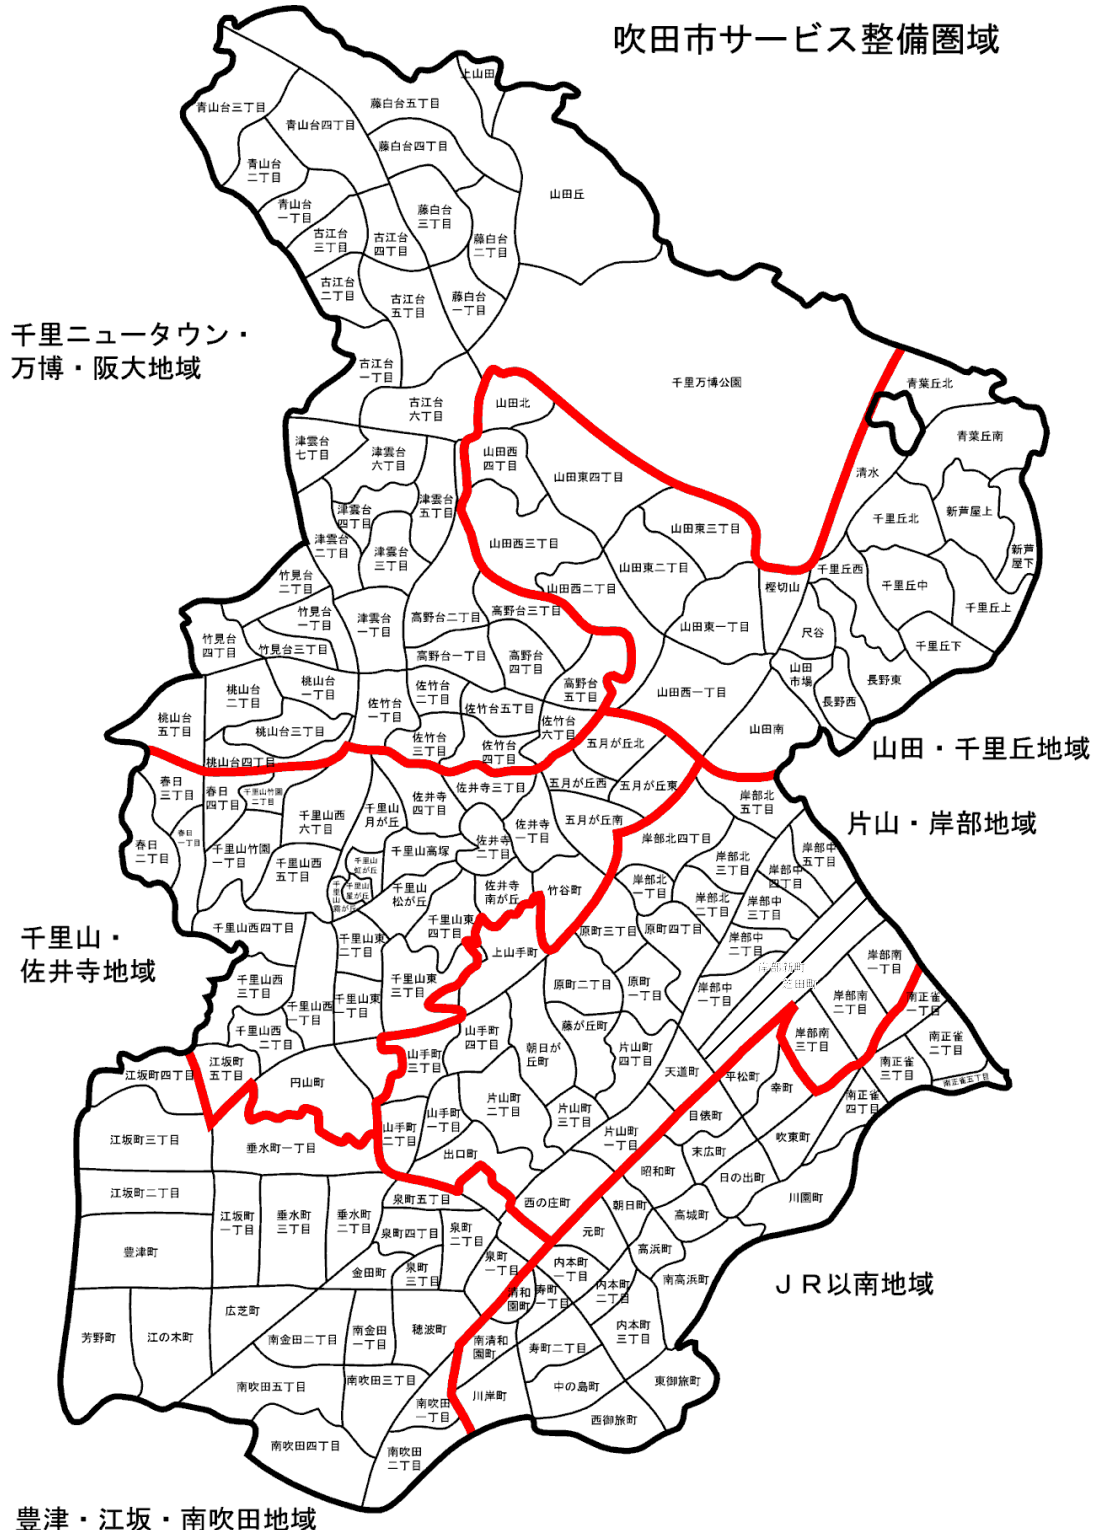 吹田市サービス整備圏域
上山田
青山台三丁目
藤白台五丁目
青山台四丁目
藤白台四丁目
青山台
二丁目
山田丘
青山台
一丁目
藤白台
三丁目
古江台
三丁目
古江台
四丁目
藤白台
二丁目
古江台
二丁目
古江台
五丁目
藤白台
一丁目
千里ニュータウン・
万博・阪大地域
古江台
一丁目
千里万博公園
青葉丘北
古江台
六丁目
山田北
青葉丘南
津雲台
七丁目
津雲台
六丁目
山田西
四丁目
山田東四丁目
清水
津雲台
五丁目
津雲台
四丁目
千里丘北
新芦屋上
山田東三丁目
津雲台
二丁目
津雲台
三丁目
山田西三丁目
新芦
屋下
竹見台
二丁目
山田東二丁目
千里丘西
山田西二丁目
樫切山
千里丘中
竹見台
一丁目
津雲台
一丁目
高野台二丁目
高野台三丁目
千里丘上
竹見台
四丁目
竹見台三丁目
山田東一丁目
尺谷
千里丘下
高野台一丁目
高野台
四丁目
山田
市場
長野東
桃山台
二丁目
桃山台
一丁目
佐竹台
二丁目
高野台
五丁目
山田西一丁目
長野西
佐竹台
一丁目
佐竹台五丁目
桃山台
五丁目
桃山台三丁目
佐竹台
三丁目
佐竹台
四丁目
佐竹台
六丁目
五月が丘北
山田南
山田・千里丘地域
桃山台四丁目
春日
三丁目
春日
四丁目
千里山竹園
二丁目
佐井寺三丁目
五月が丘西
五月が丘東
岸部北
五丁目
千里山西
六丁目
千里山
月が丘
佐井寺
四丁目
五月が丘南
片山・岸部地域
春日
一丁目
春日
二丁目
千里山竹園
一丁目
千里山高塚
佐井寺
二丁目
佐井寺
一丁目
岸部北四丁目
岸部中
五丁目
千里山西
五丁目
千里山
虹が丘
岸部北
三丁目
岸部中
四丁目
千里山
星が丘
千里山
松が丘
佐井寺
南が丘
竹谷町
岸部北
一丁目
岸部北
二丁目
岸部中
三丁目
千里山霧が丘
千里山西四丁目
千里山東
四丁目
原町三丁目
原町四丁目
千里山・
佐井寺地域
千里山東
二丁目
上山手町
岸部中
二丁目
岸部南
一丁目
岸部新町
芝田町
千里山西
三丁目
千里山東
三丁目
原町二丁目
原町
一丁目
岸部中
一丁目
岸部南
二丁目
南正雀
一丁目
千里山西
一丁目
千里山東
一丁目
千里山西
二丁目
山手町
四丁目
藤が丘町
岸部南
三丁目
南正雀
二丁目
朝日が
丘町
片山町
四丁目
江坂町四丁目
江坂町
五丁目
山手町
三丁目
天道町
平松町
南正雀
三丁目
南正雀五丁目
円山町
幸町
片山町
二丁目
目俵町
南正雀
四丁目
山手町
一丁目
片山町
三丁目
江坂町三丁目
垂水町一丁目
山手町
二丁目
片山町
一丁目
吹東町
出口町
末広町
昭和町
日の出町
江坂町二丁目
泉町五丁目
西の庄町
朝日町
川園町
江坂町
一丁目
垂水町
三丁目
垂水町
二丁目
泉町四丁目
泉町
二丁目
元町
高城町
豊津町
泉町
一丁目
高浜町
金田町
泉町
三丁目
内本町
一丁目
南高浜町
ＪＲ以南地域
清和
園町
寿町
一丁目
内本町
二丁目
広芝町
芳野町
江の木町
南金田二丁目
南金田
一丁目
穂波町
南清和
園町
寿町二丁目
内本町
三丁目
南吹田五丁目
南吹田三丁目
川岸町
中の島町
東御旅町
南吹田
一丁目
西御旅町
南吹田四丁目
南吹田
二丁目
豊津・江坂・南吹田地域